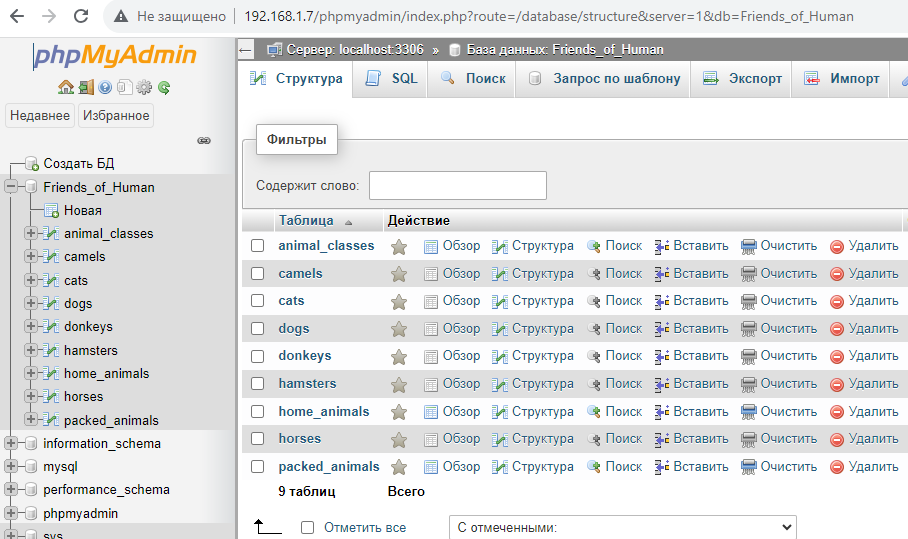 Не защищено 192.168.1.7/phpmyadmin/index.php?route=/database/structure&server=1&db=Friends_of_Human
phpMyAdmin
Недавнее Избранное
Создать БД
Friends_of_Human
Новая
animal_classes
camels
cats
dogs
donkeys
hamsters
home_animals
horses
packed_animals
information_schema
mysql
performance_schema
phpmyadmin
sys
Сервер: localhost:3306 » База данных: Friends_of_Human
Структура SQL Поиск Запрос по шаблону Экспорт Импорт
Фильтры
Содержит слово:
Таблица Действие
animal_classes Обзор Структура Поиск Вставить Очистить Удалить
camels Обзор Структура Поиск Вставить Очистить Удалить
cats Обзор Структура Поиск Вставить Очистить Удалить
dogs Обзор Структура Поиск Вставить Очистить Удалить
donkeys Обзор Структура Поиск Вставить Очистить Удалить
hamsters Обзор Структура Поиск Вставить Очистить Удалить
home_animals Обзор Структура Поиск Вставить Очистить Удалить
horses Обзор Структура Поиск Вставить Очистить Удалить
packed_animals Обзор Структура Поиск Вставить Очистить Удалить
9 таблиц Всего
Отметить все С отмеченными: